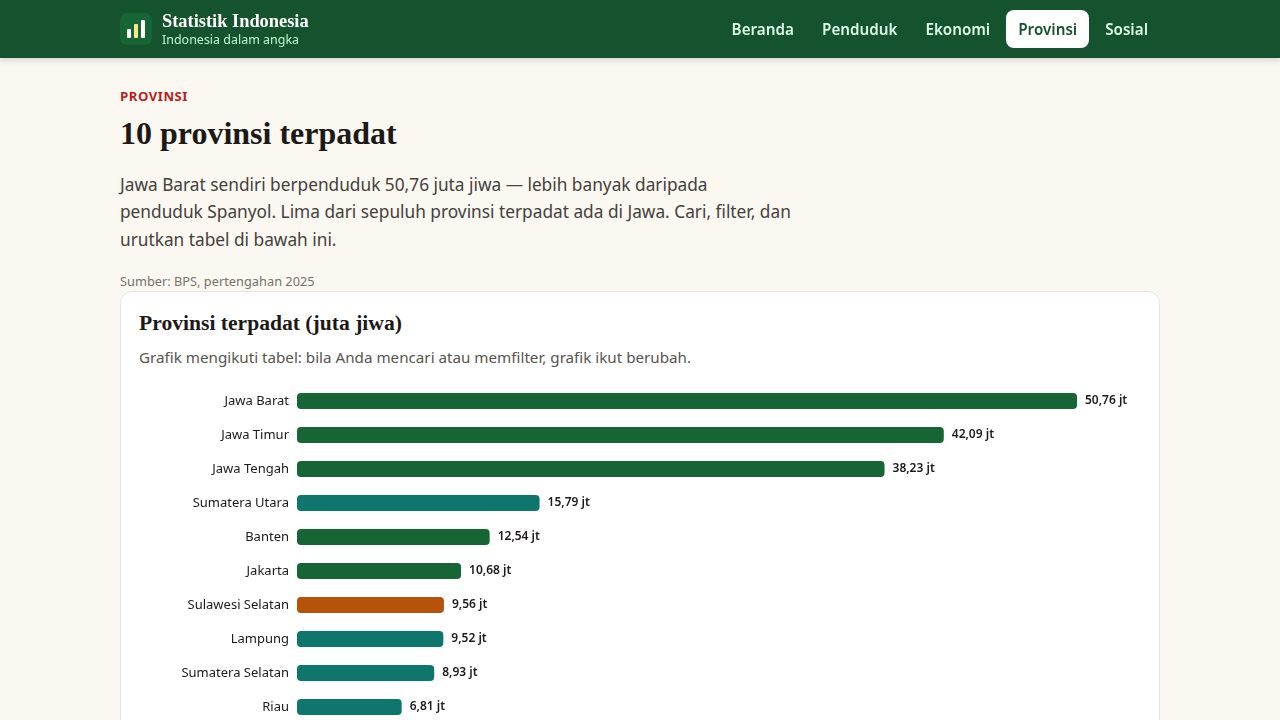 Statistik Indonesia
Indonesia dalam angka
Beranda
Penduduk
Ekonomi
Provinsi
Sosial
PROVINSI
10 provinsi terpadat
Jawa Barat sendiri berpenduduk 50,76 juta jiwa — lebih banyak daripada
penduduk Spanyol. Lima dari sepuluh provinsi terpadat ada di Jawa. Cari, filter, dan
urutkan tabel di bawah ini.
Sumber: BPS, pertengahan 2025
Provinsi terpadat (juta jiwa)
Grafik mengikuti tabel: bila Anda mencari atau memfilter, grafik ikut berubah.
Jawa Barat 50,76 jt
Jawa Timur 42,09 jt
Jawa Tengah 38,23 jt
Sumatera Utara 15,79 jt
Banten 12,54 jt
Jakarta 10,68 jt
Sulawesi Selatan 9,56 jt
Lampung 9,52 jt
Sumatera Selatan 8,93 jt
Riau 6,81 jt